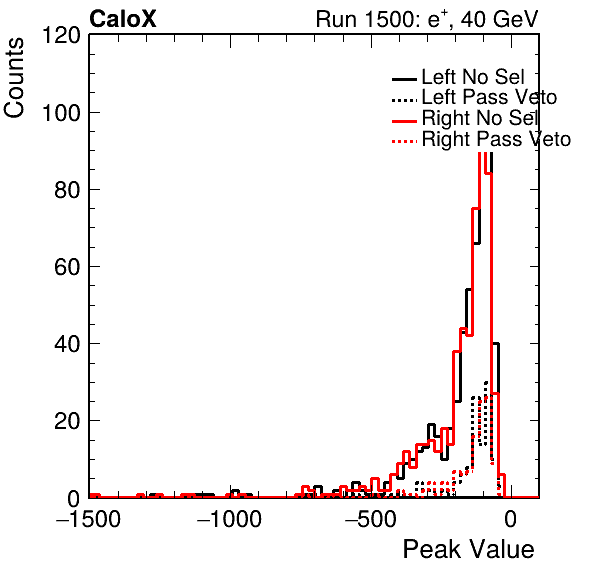 CaloX Run 1500: e⁺, 40 GeV
Counts
120
100
80
60
40
20
0
Left No Sel
Left Pass Veto
Right No Sel
Right Pass Veto
−1500 −1000 −500 0
Peak Value